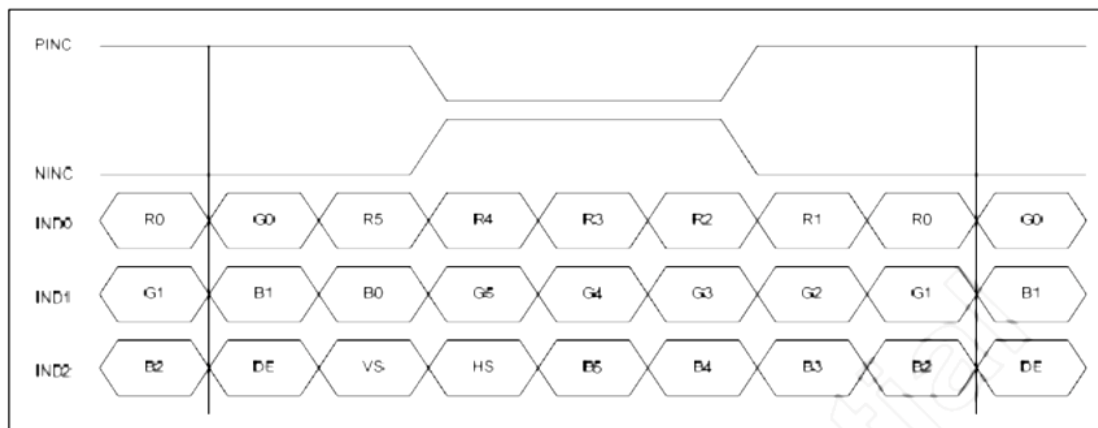 PINC
NINC
IND0 R0 G0 R5 R4 R3 R2 R1 R0 G0
IND1 G1 B1 B0 G5 G4 G3 G2 G1 B1
IND2 B2 DE VS HS B5 B4 B3 B2 DE